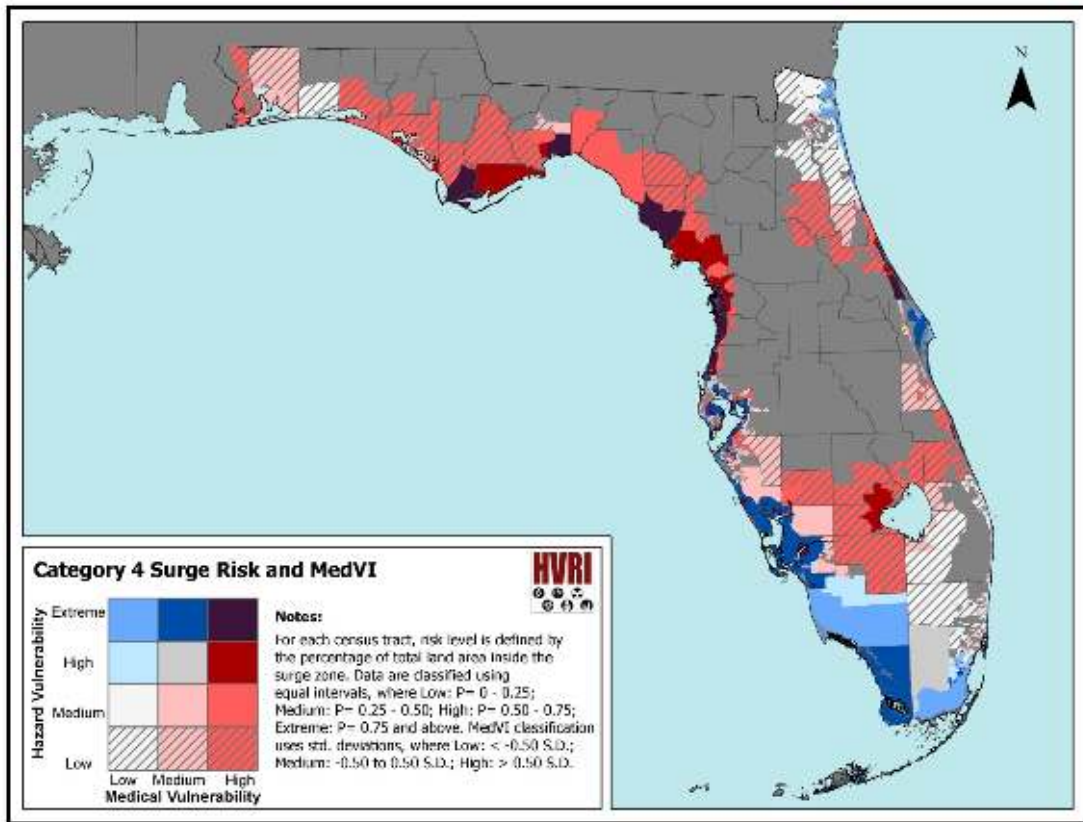 N
Category 4 Surge Risk and MedVI
HVRI
Hazard Vulnerability
Extreme
High
Medium
Low
Low Medium High
Medical Vulnerability
Notes:
For each census tract, risk level is defined by
the percentage of total land area inside the
surge zone. Data are classified using
equal intervals, where Low: P= 0 - 0.25;
Medium: P= 0.25 - 0.50; High: P= 0.50 - 0.75;
Extreme: P= 0.75 and above. MedVI classification
uses std. deviations, where Low: < -0.50 S.D.;
Medium: -0.50 to 0.50 S.D.; High: > 0.50 S.D.